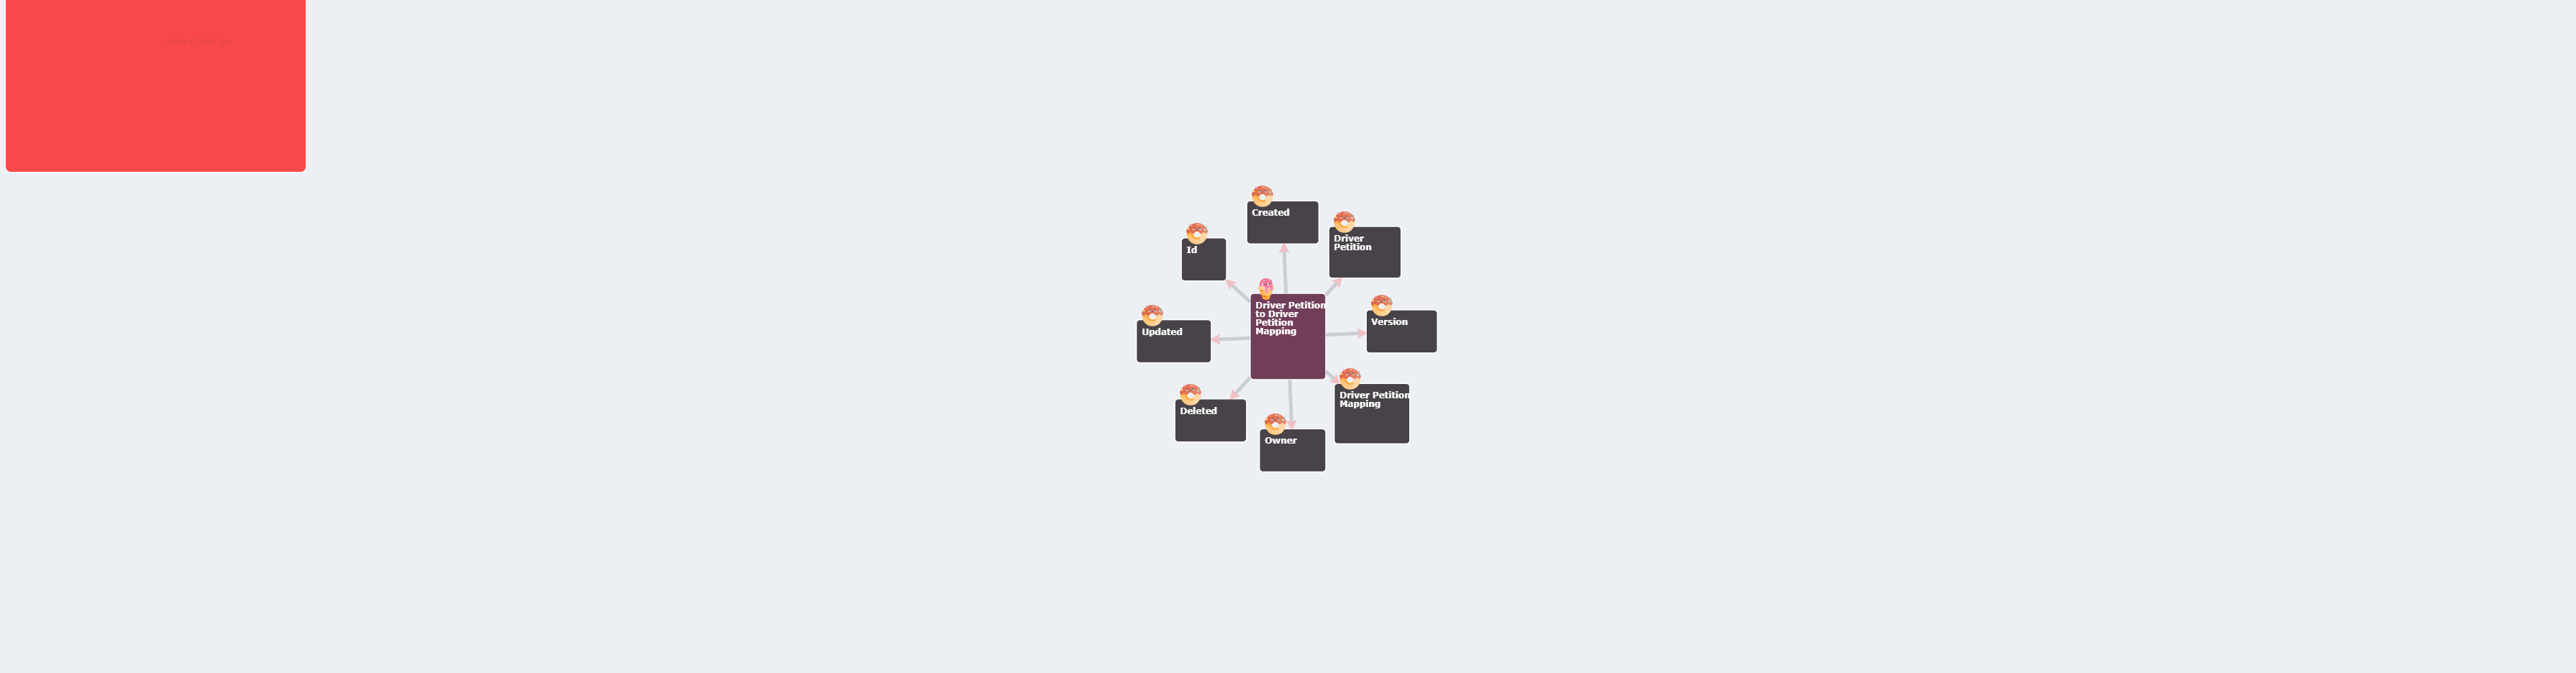 Created
Driver
Petition
Id
Driver Petition
to Driver
Petition
Mapping
Version
Updated
Driver Petition
Mapping
Deleted
Owner